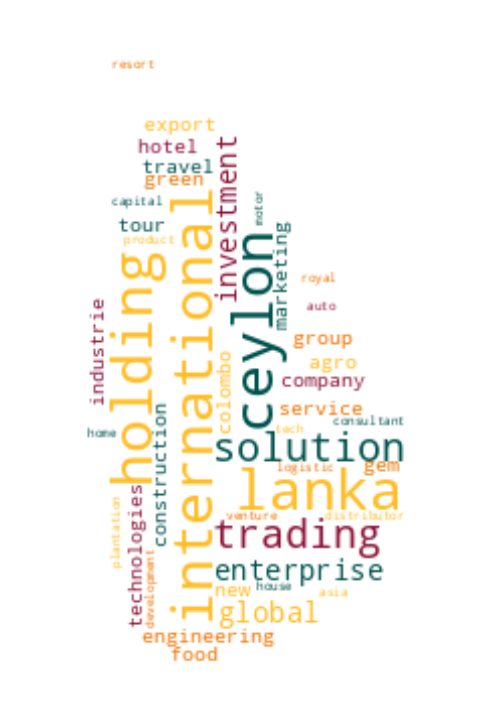 resort
export
hotel
travel
green
investment
capital
international
motor
tour
product
marketing
ceylon
holding
royal
industrie
auto
group
colombo
agro
company
service
construction
consultant
home
tech
solution
logistic
gem
lanka
technologies
plantation
venture
distributor
trading
development
enterprise
new
house
asia
global
engineering
food